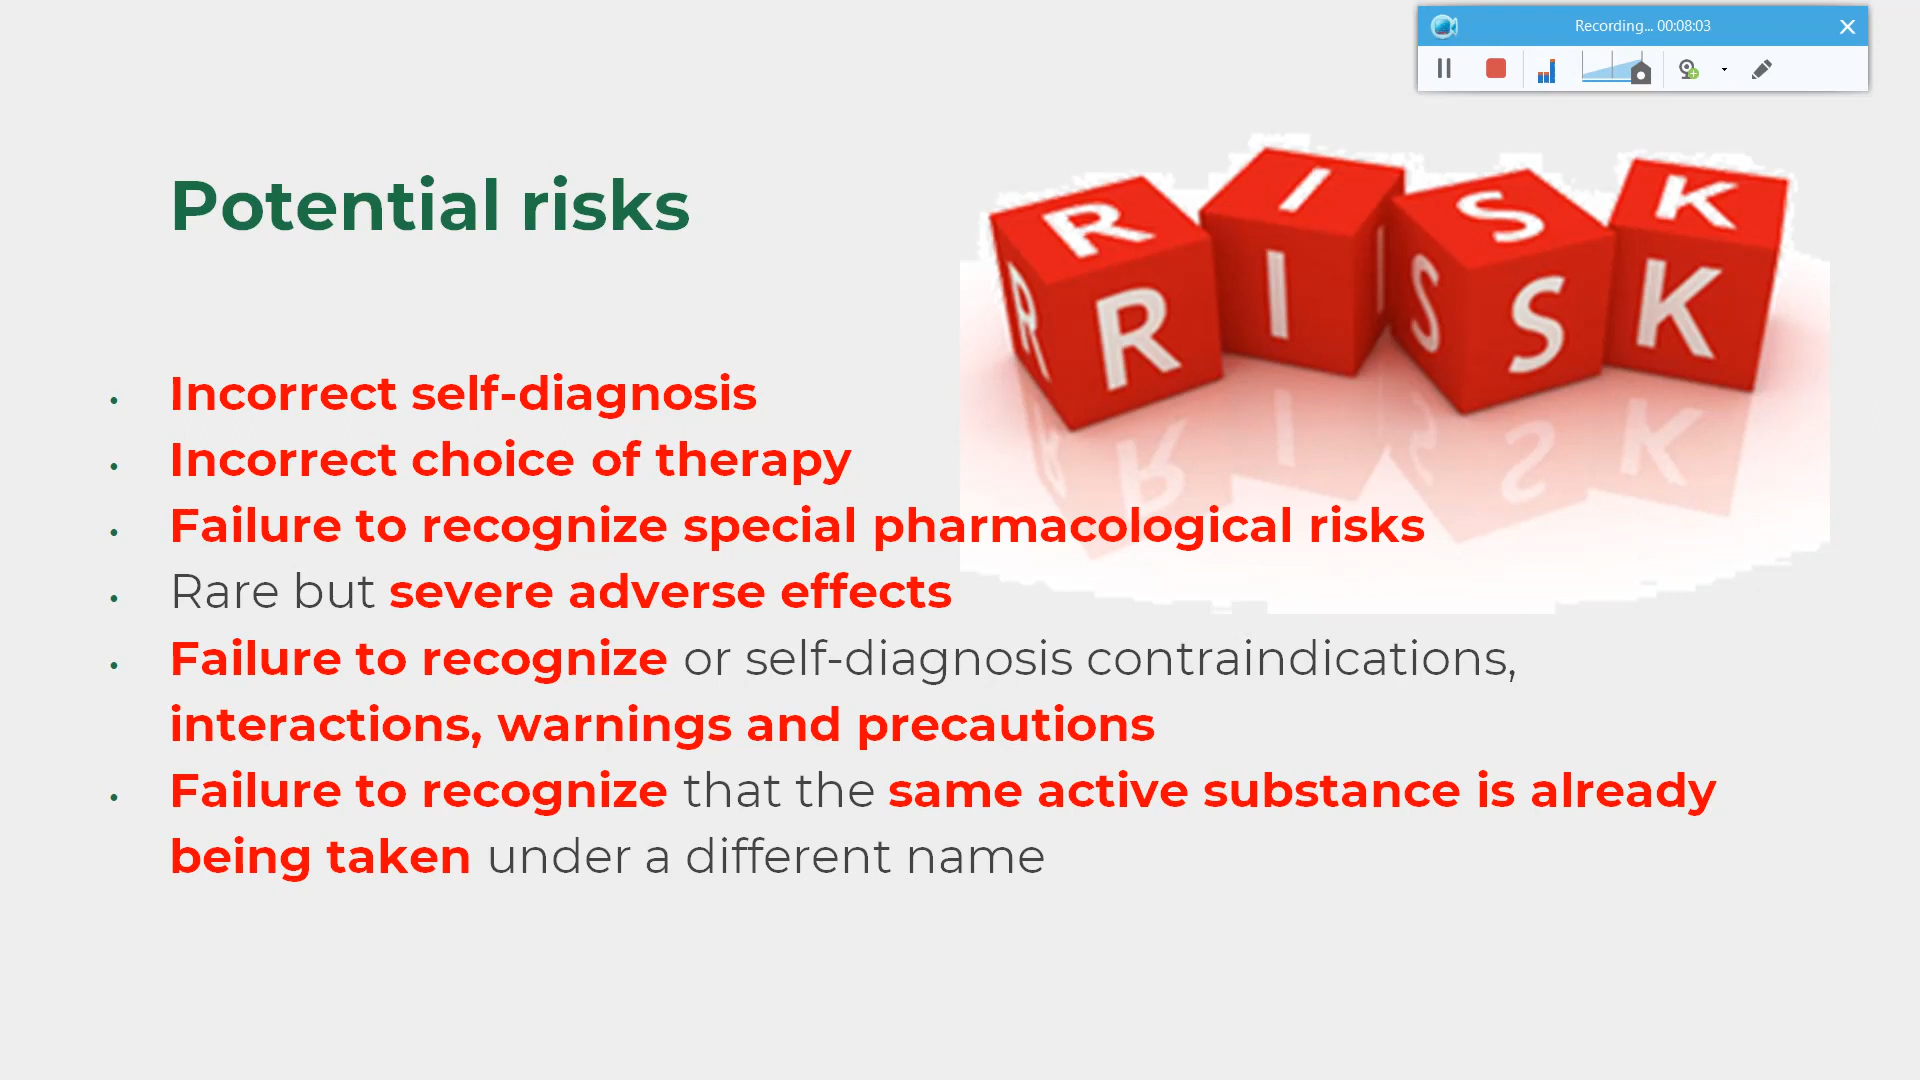 Recording... 00:08:03
Potential risks
R I S K
R R I I S S K
• Incorrect self-diagnosis
• Incorrect choice of therapy
• Failure to recognize special pharmacological risks
• Rare but severe adverse effects
• Failure to recognize or self-diagnosis contraindications,
interactions, warnings and precautions
• Failure to recognize that the same active substance is already
being taken under a different name